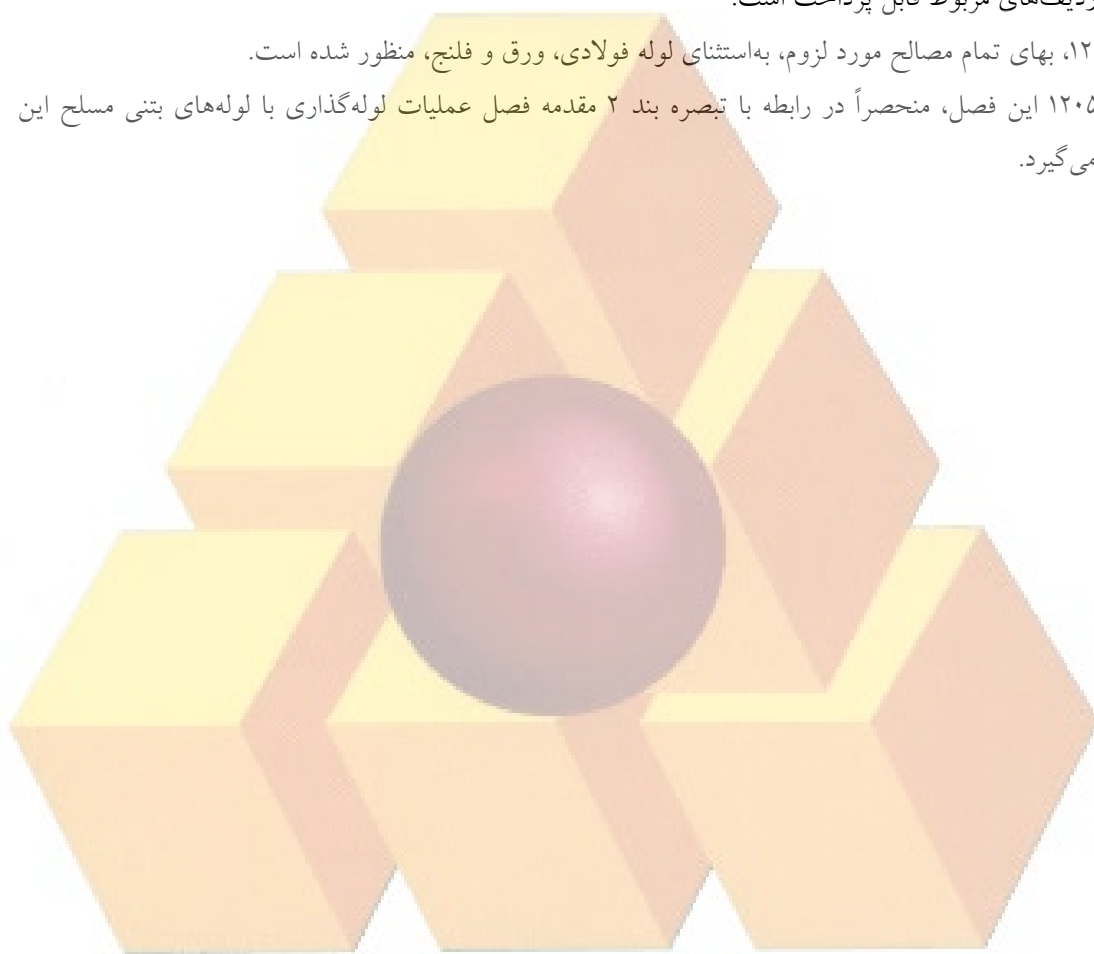 ردیف‌های مربوط قابل پرداخت است.
۱۲، بهای تمام مصالح مورد لزوم، به‌استثنای لوله فولادی، ورق و فلنج، منظور شده است.
۱۲۰۵ این فصل، منحصراً در رابطه با تبصره بند ۲ مقدمه فصل عملیات لوله‌گذاری با لوله‌های بتنی مسلح این
می‌گیرد.